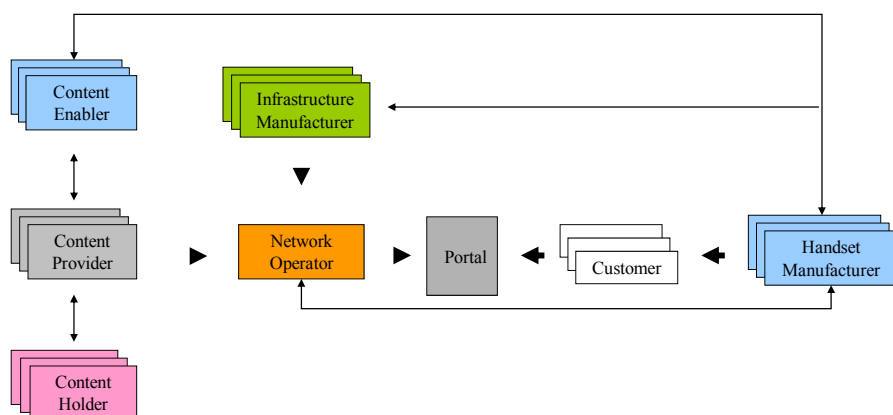 Content
Enabler
Infrastructure
Manufacturer
Content
Provider
Network
Operator
Portal
Customer
Handset
Manufacturer
Content
Holder